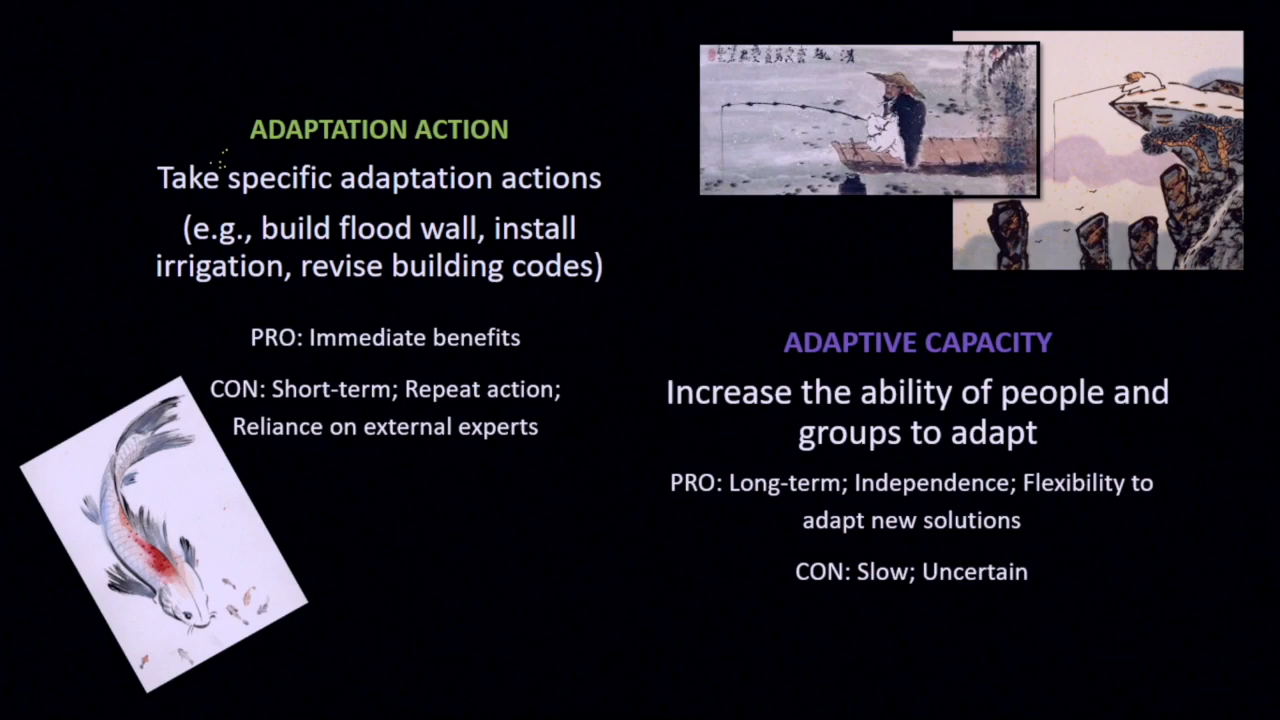 ADAPTATION ACTION
Take specific adaptation actions
(e.g., build flood wall, install
irrigation, revise building codes)
PRO: Immediate benefits
CON: Short-term; Repeat action;
Reliance on external experts
ADAPTIVE CAPACITY
Increase the ability of people and
groups to adapt
PRO: Long-term; Independence; Flexibility to
adapt new solutions
CON: Slow; Uncertain